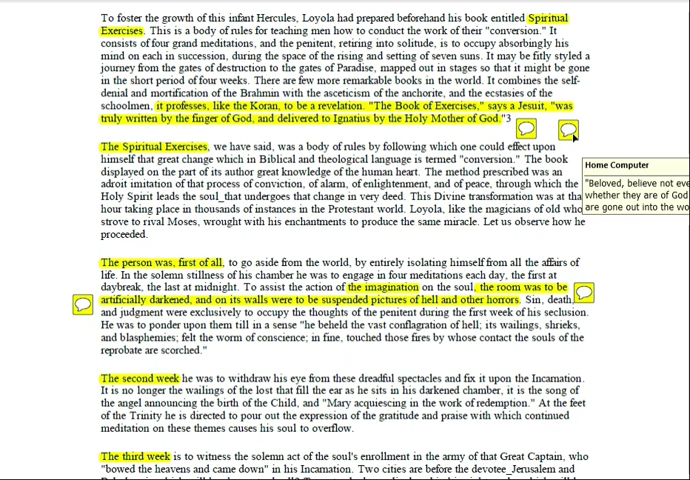 To foster the growth of this infant Hercules, Loyola had prepared beforehand his book entitled Spiritual
Exercises. This is a body of rules for teaching men how to conduct the work of their "conversion." It
consists of four grand meditations, and the penitent, retiring into solitude, is to occupy absorbingly his
mind on each in succession, during the space of the rising and setting of seven suns. It may be fitly styled a
journey from the gates of destruction to the gates of Paradise, mapped out in stages so that it might be gone
in the short period of four weeks. There are few more remarkable books in the world. It combines the self-
denial and mortification of the Brahmin with the asceticism of the anchorite, and the ecstasies of the
schoolmen, it professes, like the Koran, to be a revelation. "The Book of Exercises," says a Jesuit, "was
truly written by the finger of God, and delivered to Ignatius by the Holy Mother of God."3
The Spiritual Exercises, we have said, was a body of rules by following which one could effect upon
himself that great change which in Biblical and theological language is termed "conversion." The book
displayed on the part of its author great knowledge of the human heart. The method prescribed was an
adroit imitation of that process of conviction, of alarm, of enlightenment, and of peace, through which the
Holy Spirit leads the soul_that undergoes that change in very deed. This Divine transformation was at tha
hour taking place in thousands of instances in the Protestant world. Loyola, like the magicians of old who
strove to rival Moses, wrought with his enchantments to produce the same miracle. Let us observe how he
proceeded.
Home Computer
"Beloved, believe not eve
whether they are of God
are gone out into the wo
The person was, first of all, to go aside from the world, by entirely isolating himself from all the affairs of
life. In the solemn stillness of his chamber he was to engage in four meditations each day, the first at
daybreak, the last at midnight. To assist the action of the imagination on the soul, the room was to be
artificially darkened, and on its walls were to be suspended pictures of hell and other horrors. Sin, death,
and judgment were exclusively to occupy the thoughts of the penitent during the first week of his seclusion.
He was to ponder upon them till in a sense "he beheld the vast conflagration of hell; its wailings, shrieks,
and blasphemies; felt the worm of conscience; in fine, touched those fires by whose contact the souls of the
reprobate are scorched."
The second week he was to withdraw his eye from these dreadful spectacles and fix it upon the Incarnation.
It is no longer the wailings of the lost that fill the ear as he sits in his darkened chamber, it is the song of
the angel announcing the birth of the Child, and "Mary acquiescing in the work of redemption." At the feet
of the Trinity he is directed to pour out the expression of the gratitude and praise with which continued
meditation on these themes causes his soul to overflow.
The third week is to witness the solemn act of the soul's enrollment in the army of that Great Captain, who
"bowed the heavens and came down" in his Incarnation. Two cities are before the devotee_Jerusalem and